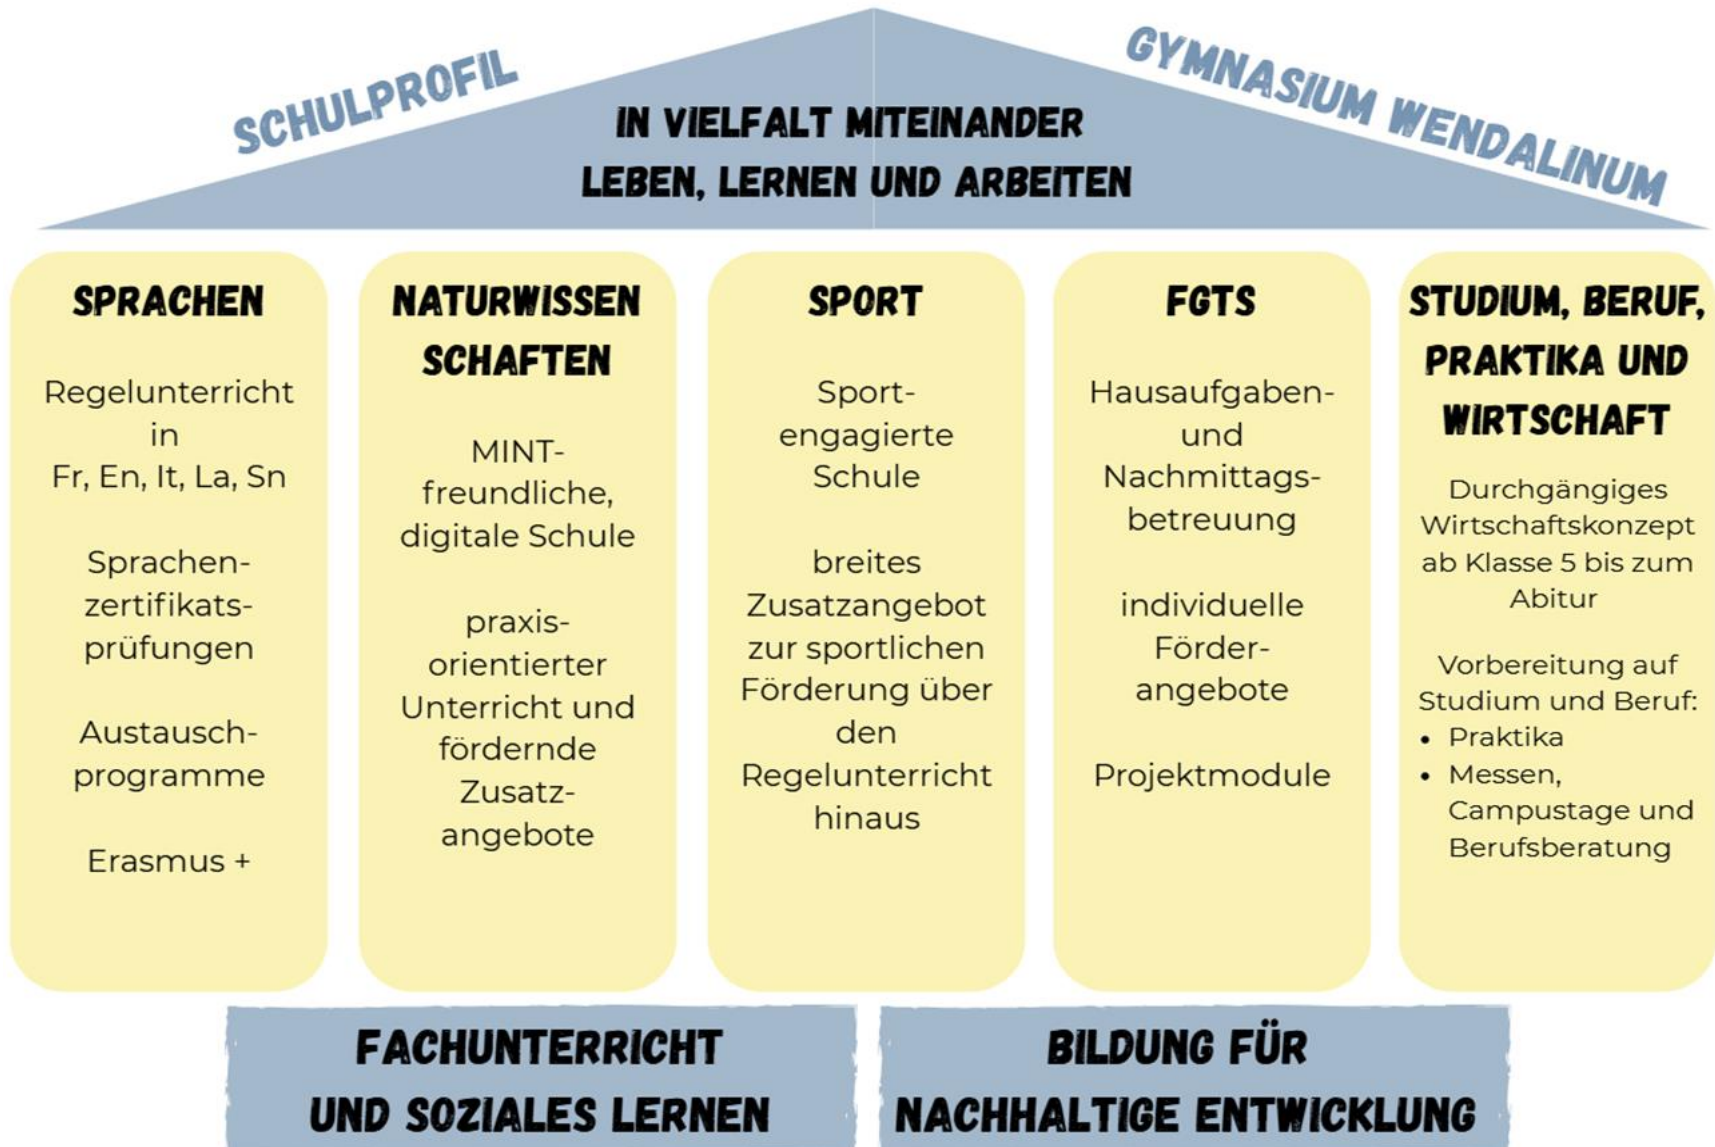 SCHULPROFIL
GYMNASIUM WENDALINUM
IN VIELFALT MITEINANDER
LEBEN, LERNEN UND ARBEITEN
SPRACHEN
Regelunterricht
in
Fr, En, It, La, Sn
Sprachen-
zertifikats-
prüfungen
Austausch-
programme
Erasmus +
NATURWISSEN
SCHAFTEN
MINT-
freundliche,
digitale Schule
praxis-
orientierter
Unterricht und
fördernde
Zusatz-
angebote
SPORT
Sport-
engagierte
Schule
breites
Zusatzangebot
zur sportlichen
Förderung über
den
Regelunterricht
hinaus
FGTS
Hausaufgaben-
und
Nachmittags-
betreuung
individuelle
Förder-
angebote
Projektmodule
STUDIUM, BERUF,
PRAKTIKA UND
WIRTSCHAFT
Durchgängiges
Wirtschaftskonzept
ab Klasse 5 bis zum
Abitur
Vorbereitung auf
Studium und Beruf:
• Praktika
• Messen,
Campustage und
Berufsberatung
FACHUNTERRICHT
UND SOZIALES LERNEN
BILDUNG FÜR
NACHHALTIGE ENTWICKLUNG